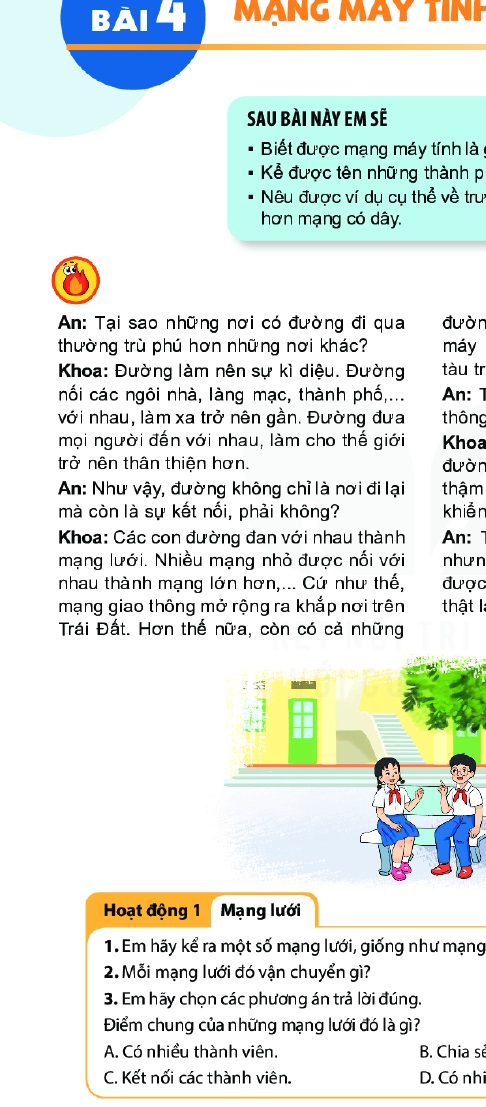 BÀI 4
MẠNG MÁY TÍNH
SAU BÀI NÀY EM SẼ
▪ Biết được mạng máy tính là
▪ Kể được tên những thành
▪ Nêu được ví dụ cụ thể về
hơn mạng có dây.
An: Tại sao những nơi có đường đi qua
thường trù phú hơn những nơi khác?
Khoa: Đường làm nên sự kì diệu. Đường
nối các ngôi nhà, làng mạc, thành phố,...
với nhau, làm xa trở nên gần. Đường đưa
mọi người đến với nhau, làm cho thế giới
trở nên thân thiện hơn.
An: Như vậy, đường không chỉ là nơi đi lại
mà còn là sự kết nối, phải không?
Khoa: Các con đường đan với nhau thành
mạng lưới. Nhiều mạng nhỏ được nối với
nhau thành mạng lớn hơn,... Cứ như thế,
mạng giao thông mở rộng ra khắp nơi trên
Trái Đất. Hơn thế nữa, còn có cả những
máy
tàu
An:
thông
Khoa
thậm
khiến
An:
được
thật
Hoạt động 1 Mạng lưới
1. Em hãy kể ra một số mạng lưới, giống như mạng
2. Mỗi mạng lưới đó vận chuyển gì?
3. Em hãy chọn các phương án trả lời đúng.
Điểm chung của những mạng lưới đó là gì?
A. Có nhiều thành viên. B. Chia
C. Kết nối các thành viên. D. Có